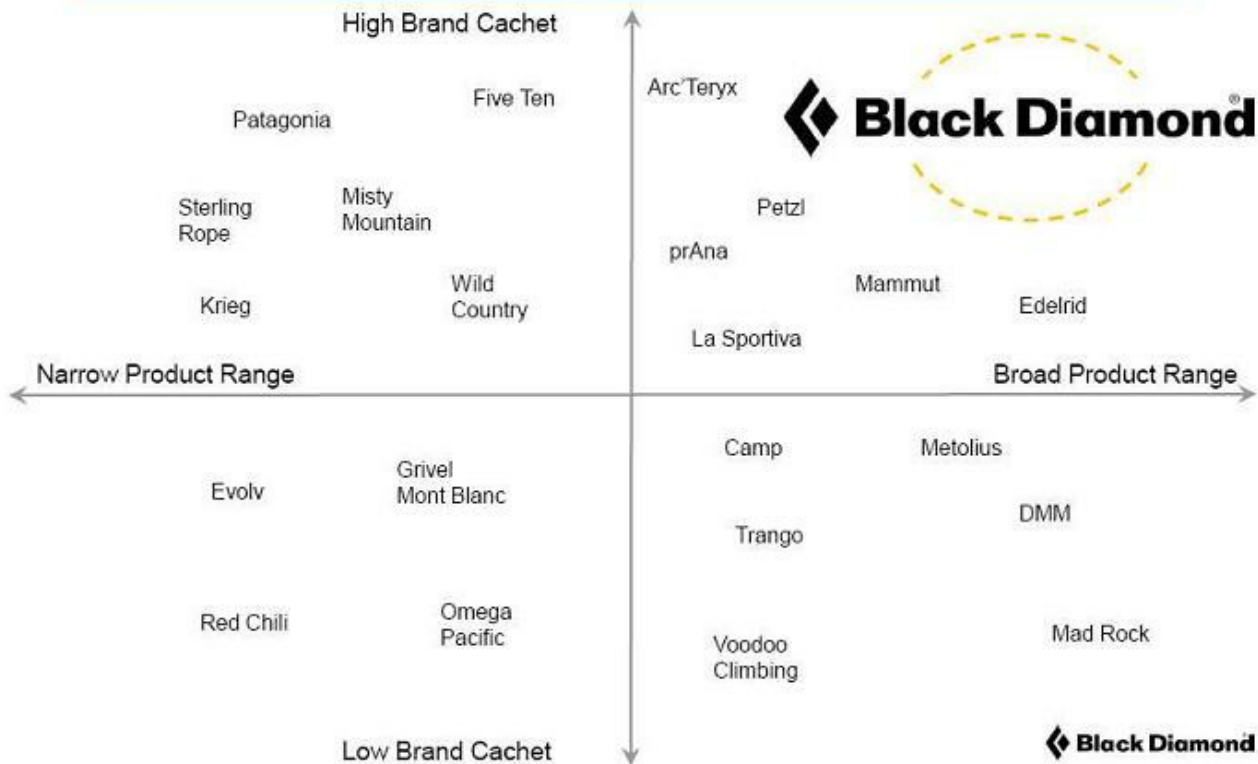 High Brand Cachet
Five Ten
Arc'Teryx
Patagonia
Black Diamond®
Sterling
Rope
Misty
Mountain
Petzl
prAna
Krieg
Wild
Country
Mammut
Edelrid
La Sportiva
Narrow Product Range
Broad Product Range
Camp
Metolius
Evolv
Grivel
Mont Blanc
DMM
Trango
Red Chili
Omega
Pacific
Voodoo
Climbing
Mad Rock
Low Brand Cachet
Black Diamond